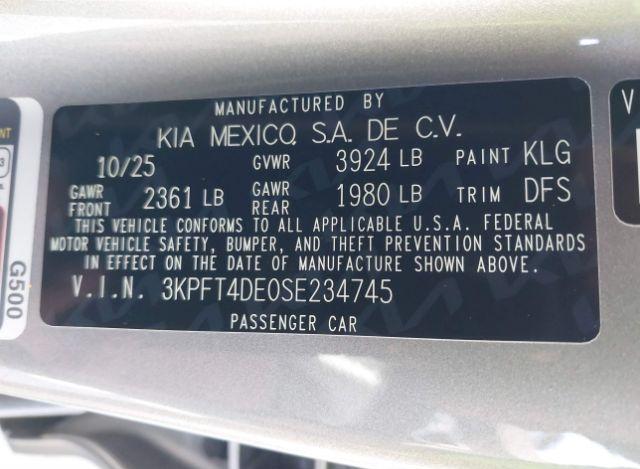 MANUFACTURED BY
KIA MEXICO, S.A. DE C.V.
10/25 GVWR 3924 LB PAINT KLG
GAWR FRONT 2361 LB GAWR REAR 1980 LB TRIM DFS
THIS VEHICLE CONFORMS TO ALL APPLICABLE U.S.A. FEDERAL
MOTOR VEHICLE SAFETY, BUMPER, AND THEFT PREVENTION STANDARDS
IN EFFECT ON THE DATE OF MANUFACTURE SHOWN ABOVE.
V.I.N. 3KPFT4DE0SE234745
PASSENGER CAR
G500